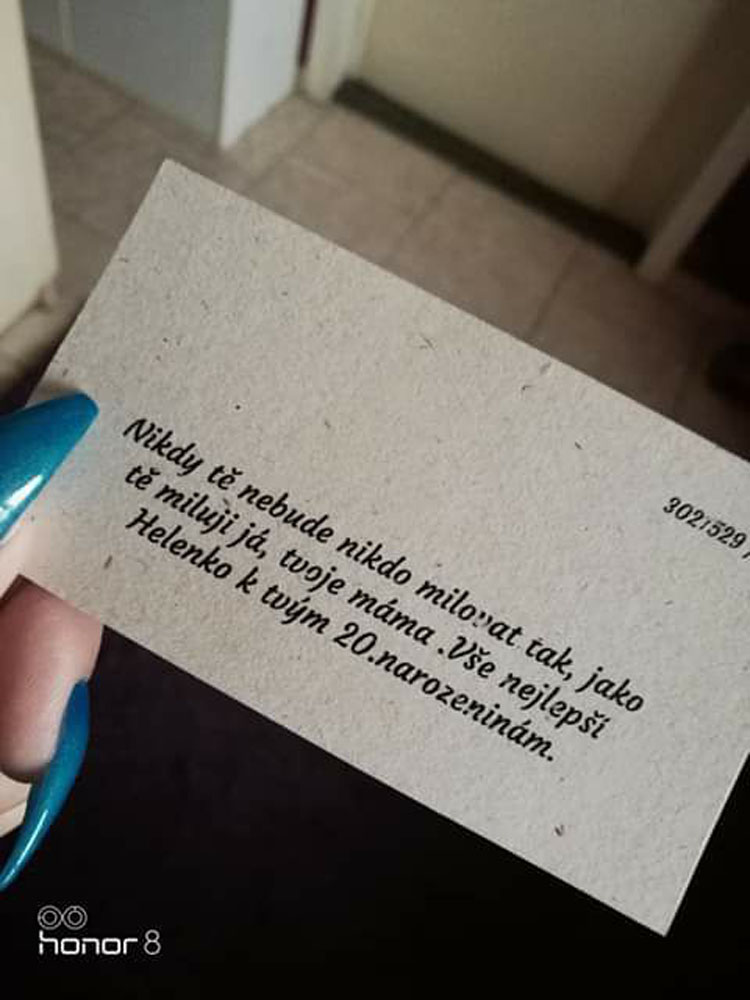 3021529
Nikdy tě nebude nikdo milovat tak, jako
tě miluji já, tvoje máma .Vše nejlepší
Helenko k tvým 20.narozeninám.
honor 8